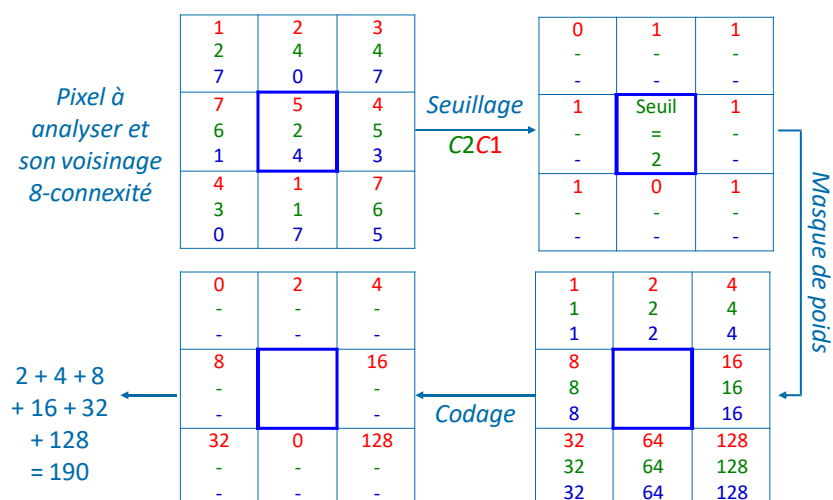 Pixel à
analyser et
son voisinage
8-connexité
1 2 3
2 4 4
7 0 7
7 5 4
6 2 5
1 4 3
4 1 7
3 1 6
0 7 5
Seuillage
C2C1
0 1 1
- - -
- - -
1 Seuil 1
- = -
- 2 -
1 0 1
- - -
- - -
Masque de poids
1 2 4
1 2 4
1 2 4
8 16
8 16
8 16
32 64 128
32 64 128
32 64 128
Codage
0 2 4
- - -
- - -
8 16
- -
- -
32 0 128
- - -
- - -
2 + 4 + 8
+ 16 + 32
+ 128
= 190